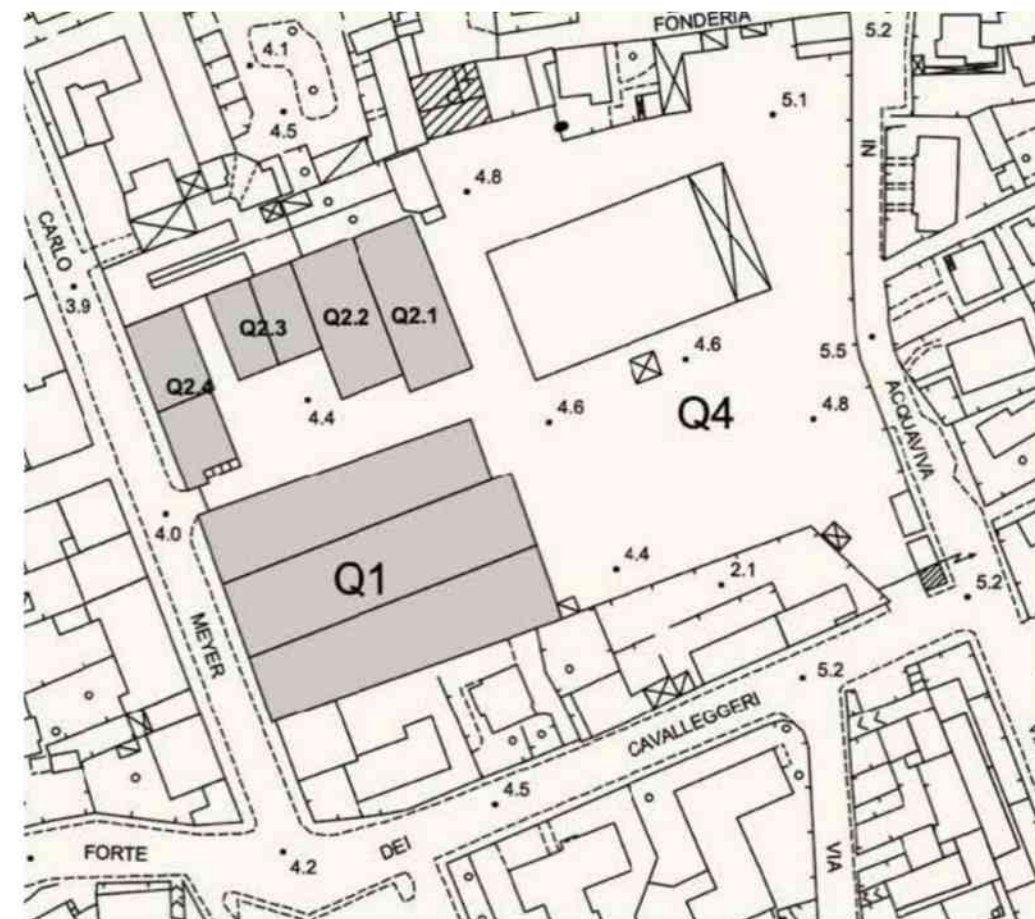 FONDERIA
5.2
4.1
4.5
5.1
IN
4.8
CARLO
3.9
Q2.1
Q2.2
Q2.3
Q2.4
5.5
4.6
4.4
4.6
Q4
4.8
ACQUAVIVA
4.0
Q1
4.4
2.1
5.2
MEYER
5.2
CAVALLEGGERI
4.5
DEI
FORTE
4.2
VIA